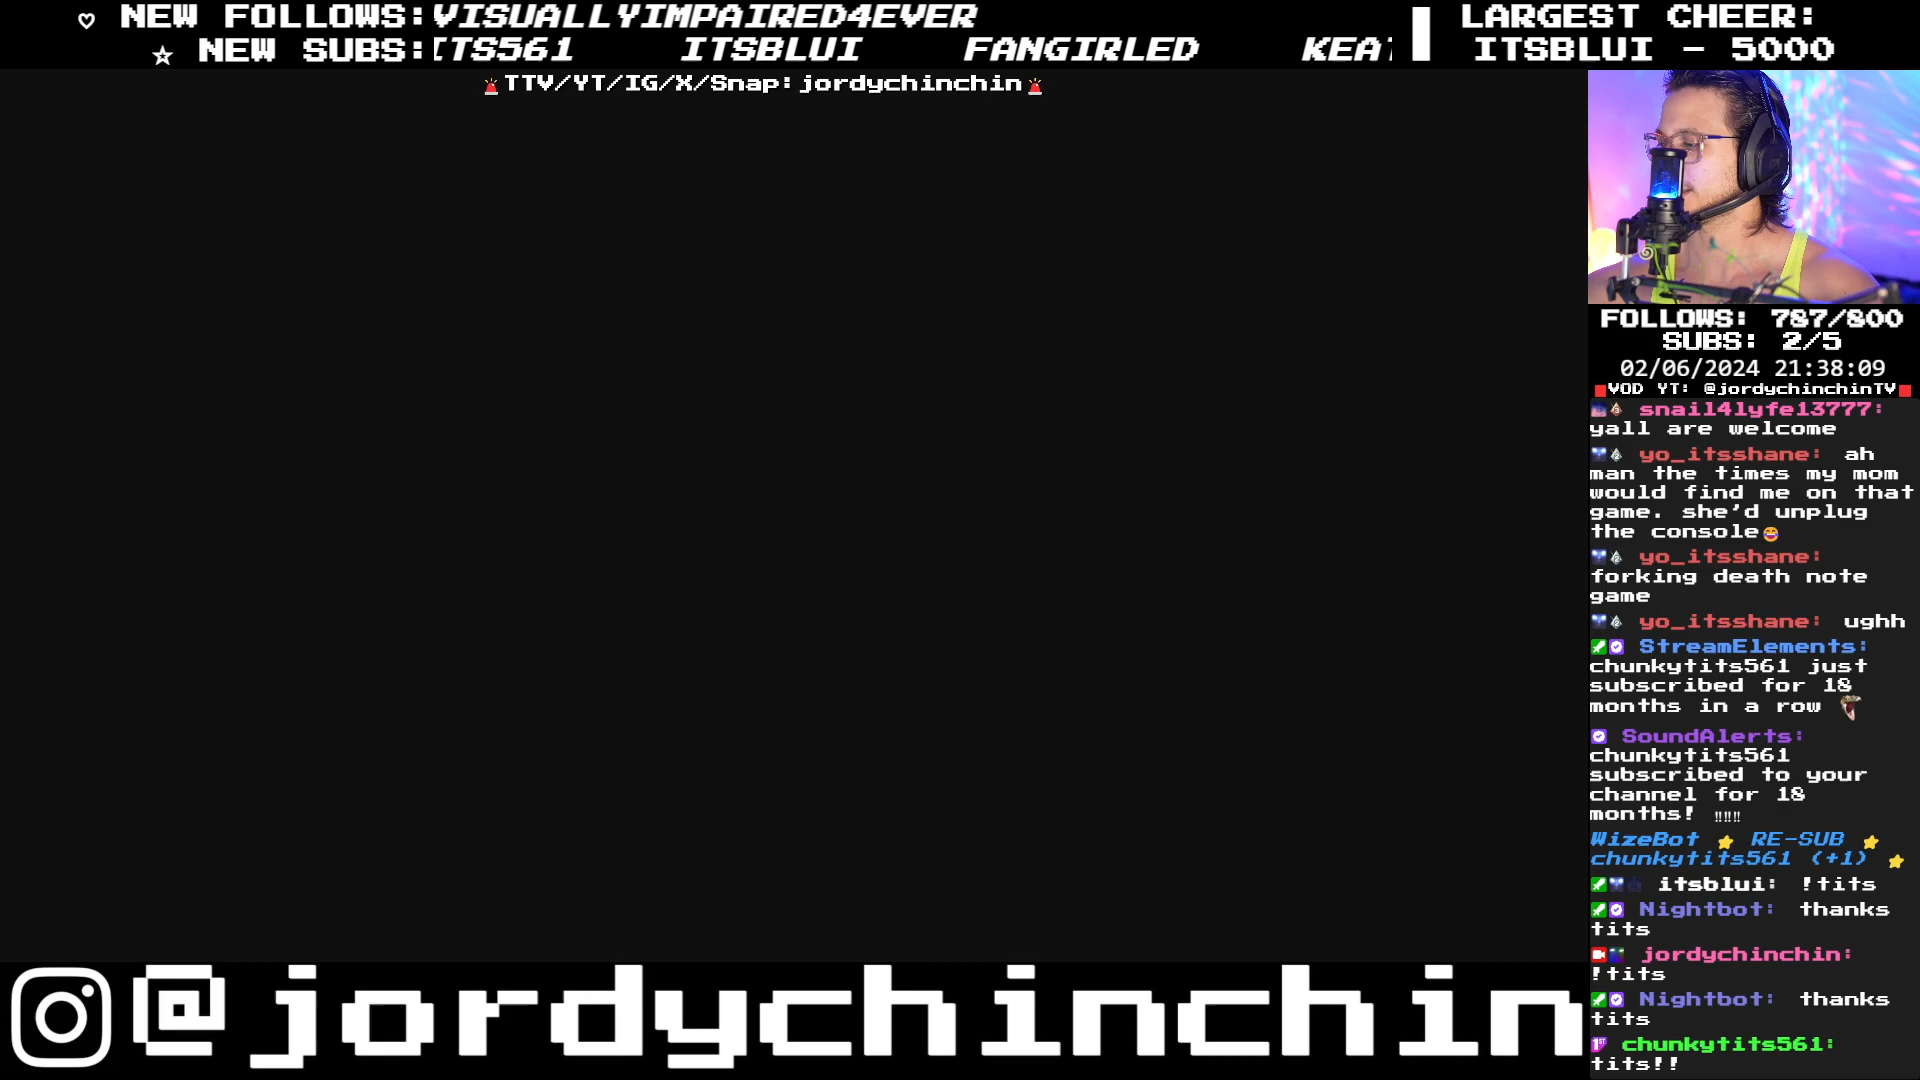 NEW FOLLOWS: VISUALLYIMPAIRED4EVER
NEW SUBS: ITS561 ITSBLUI FANGIRLED KEAT
LARGEST CHEER:
ITSBLUI - 5000
TTV/YT/IG/X/Snap: jordychinchin
FOLLOWS: 787/800
SUBS: 2/5
02/06/2024 21:38:09
VOD YT: @jordychinchinTV
snail4lyfe13777:
yall are welcome
yo_itsshane: ah
man the times my mom
would find me on that
game. she'd unplug
the console
yo_itsshane:
forking death note
game
yo_itsshane: ughh
StreamElements:
chunkytits561 just
subscribed for 18
months in a row
SoundAlerts:
chunkytits561
subscribed to your
channel for 18
months! !!!!!!
WizeBot RE-SUB
chunkytits561 (+1)
itsblui: !tits
Nightbot: thanks
tits
jordychinchin:
!tits
Nightbot: thanks
tits
1ST chunkytits561:
tits!!
@jordychinchin